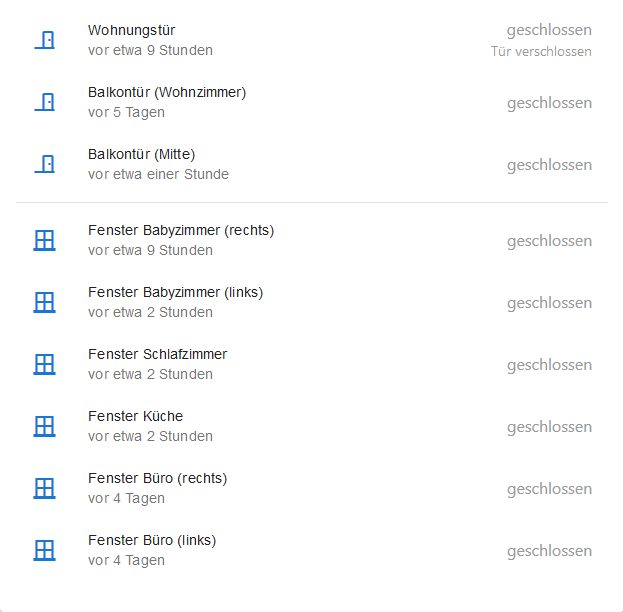 Wohnungstür
vor etwa 9 Stunden
geschlossen
Tür verschlossen
Balkontür (Wohnzimmer)
vor 5 Tagen
geschlossen
Balkontür (Mitte)
vor etwa einer Stunde
geschlossen
Fenster Babyzimmer (rechts)
vor etwa 9 Stunden
geschlossen
Fenster Babyzimmer (links)
vor etwa 2 Stunden
geschlossen
Fenster Schlafzimmer
vor etwa 2 Stunden
geschlossen
Fenster Küche
vor etwa 2 Stunden
geschlossen
Fenster Büro (rechts)
vor 4 Tagen
geschlossen
Fenster Büro (links)
vor 4 Tagen
geschlossen